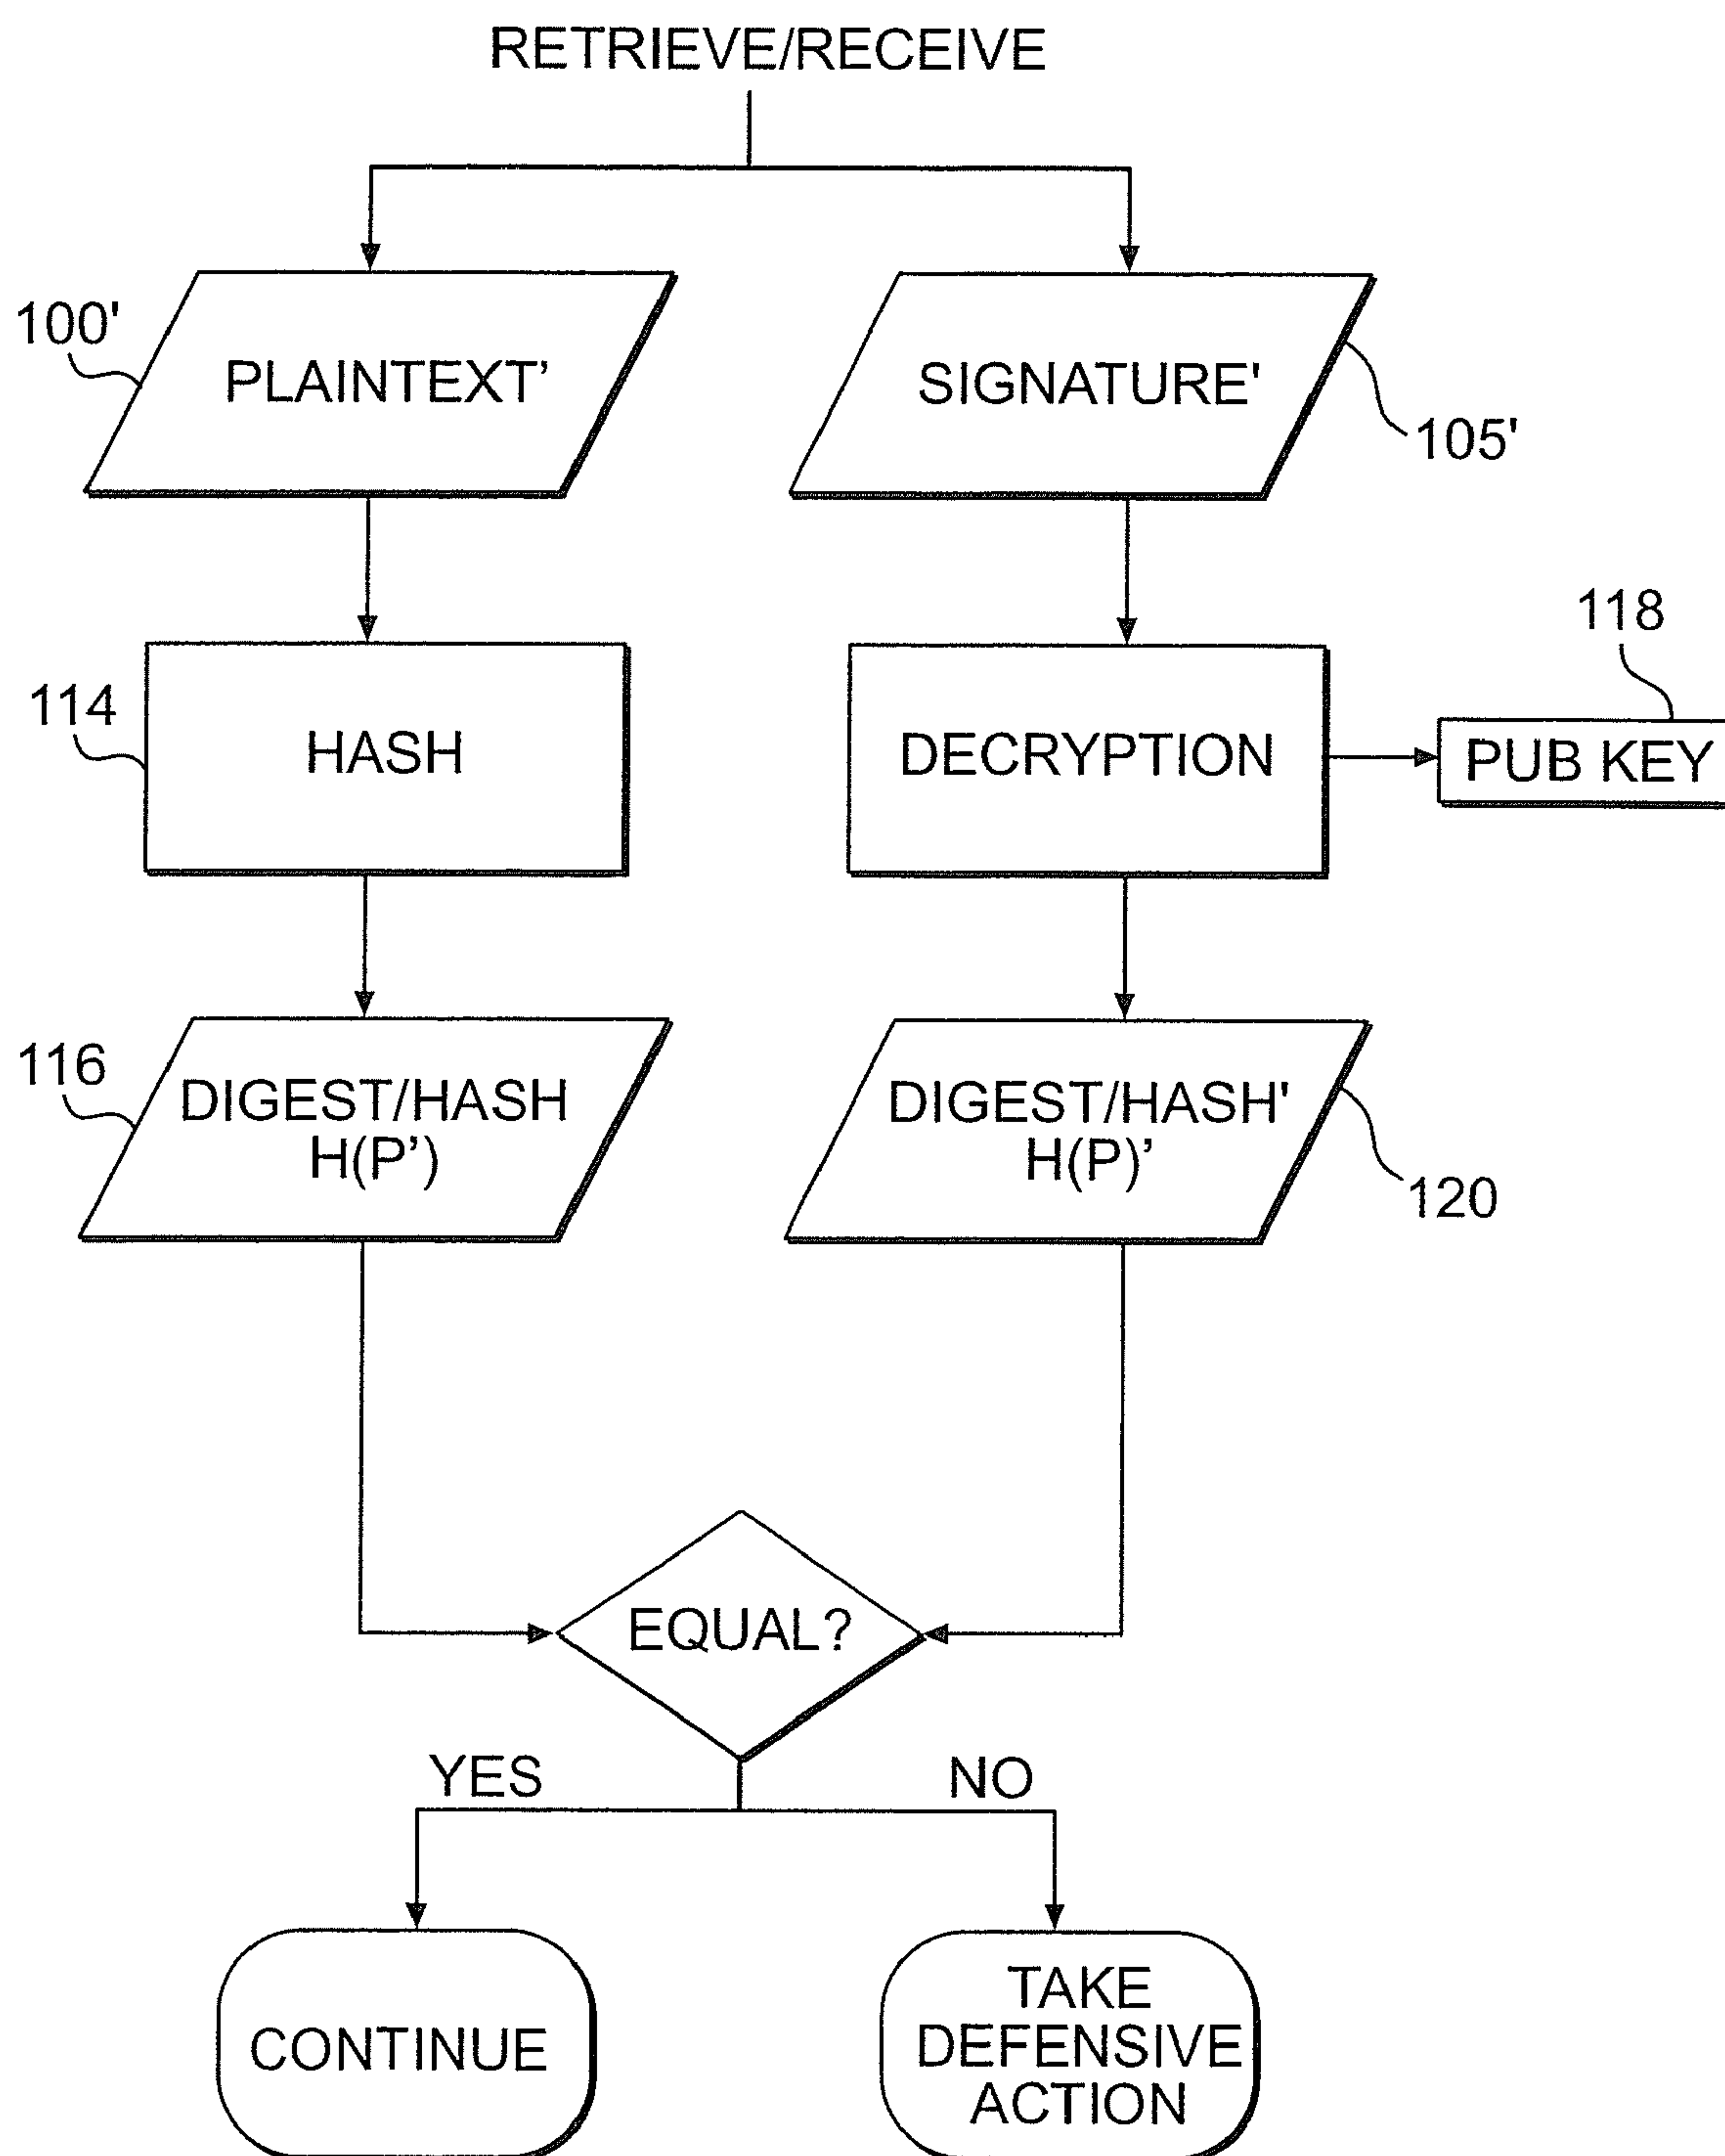 RETRIEVE/RECEIVE
100'
PLAINTEXT’
SIGNATURE'
105'
118
114
HASH
DECRYPTION
PUB KEY
116
DIGEST/HASH
H(P’)
DIGEST/HASH'
H(P)’
120
EQUAL?
YES
NO
CONTINUE
TAKE
DEFENSIVE
ACTION